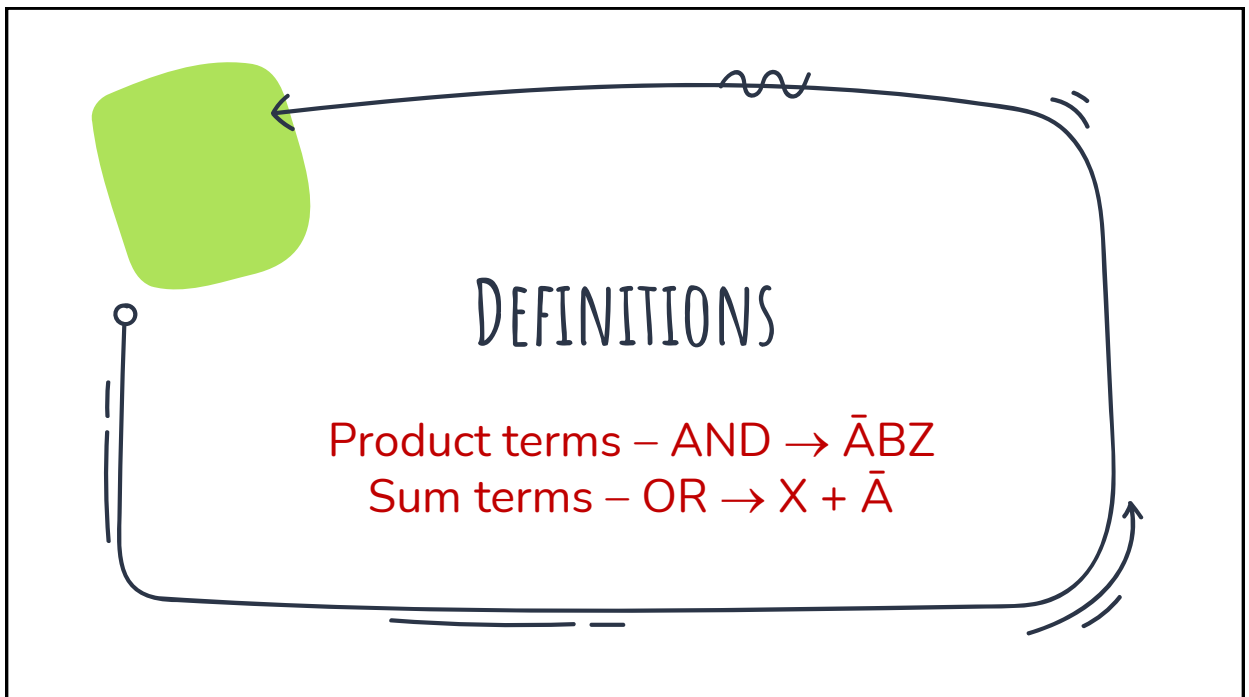 Definitions
Product terms – AND → ĀBZ
Sum terms – OR → X + Ā